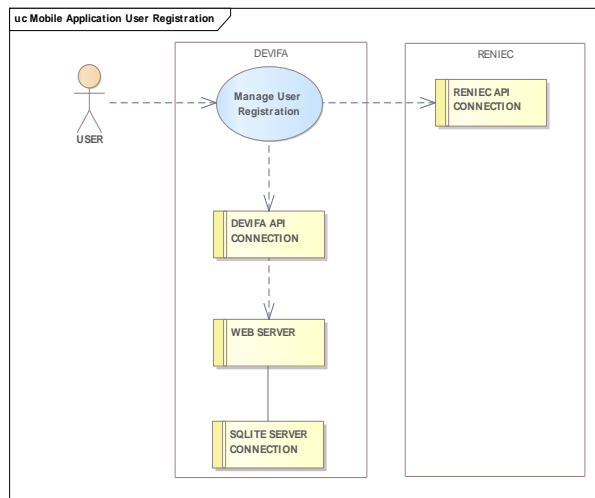 uc Mobile Application User Registration
DEVIFA
RENIEC
USER
Manage User
Registration
RENIEC API
CONNECTION
DEVIFA API
CONNECTION
WEB SERVER
SQLITE SERVER
CONNECTION